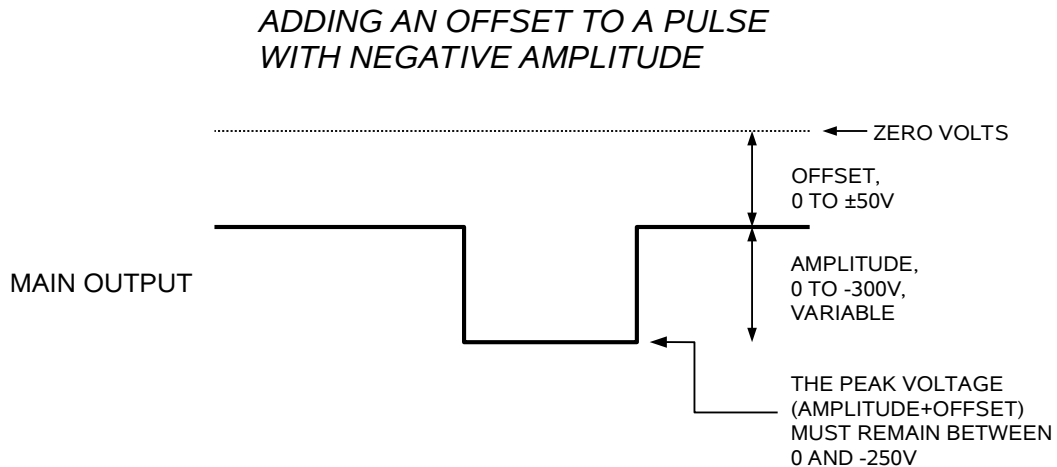 ADDING AN OFFSET TO A PULSE
WITH NEGATIVE AMPLITUDE
ZERO VOLTS
OFFSET,
0 TO ±50V
MAIN OUTPUT
AMPLITUDE,
0 TO -300V,
VARIABLE
THE PEAK VOLTAGE
(AMPLITUDE+OFFSET)
MUST REMAIN BETWEEN
0 AND -250V